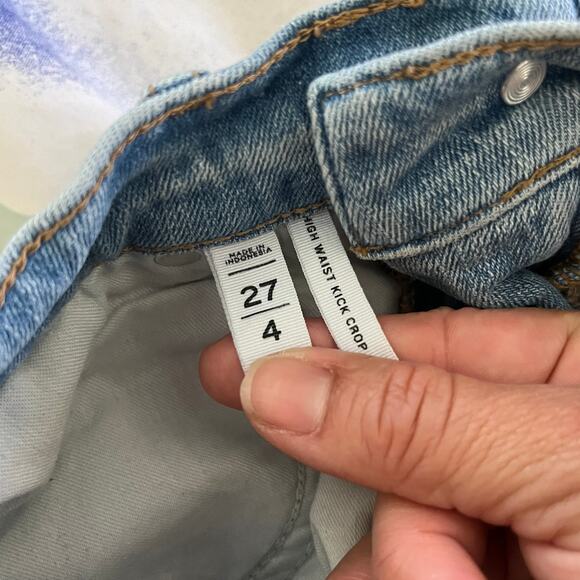 MADE IN
INDONESIA
27
4
HIGH WAIST KICK CROP